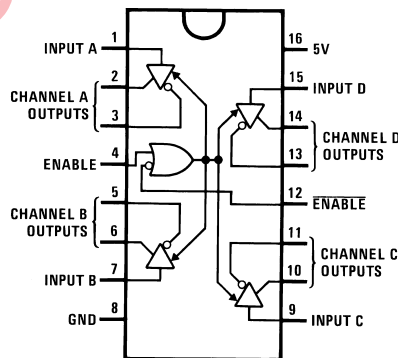 INPUT A
1
2
CHANNEL A
OUTPUTS
3
ENABLE
4
5
CHANNEL B
OUTPUTS
6
INPUT B
7
GND
8
16
5V
15
INPUT D
14
CHANNEL D
OUTPUTS
13
12
ENABLE
11
CHANNEL C
OUTPUTS
10
9
INPUT C